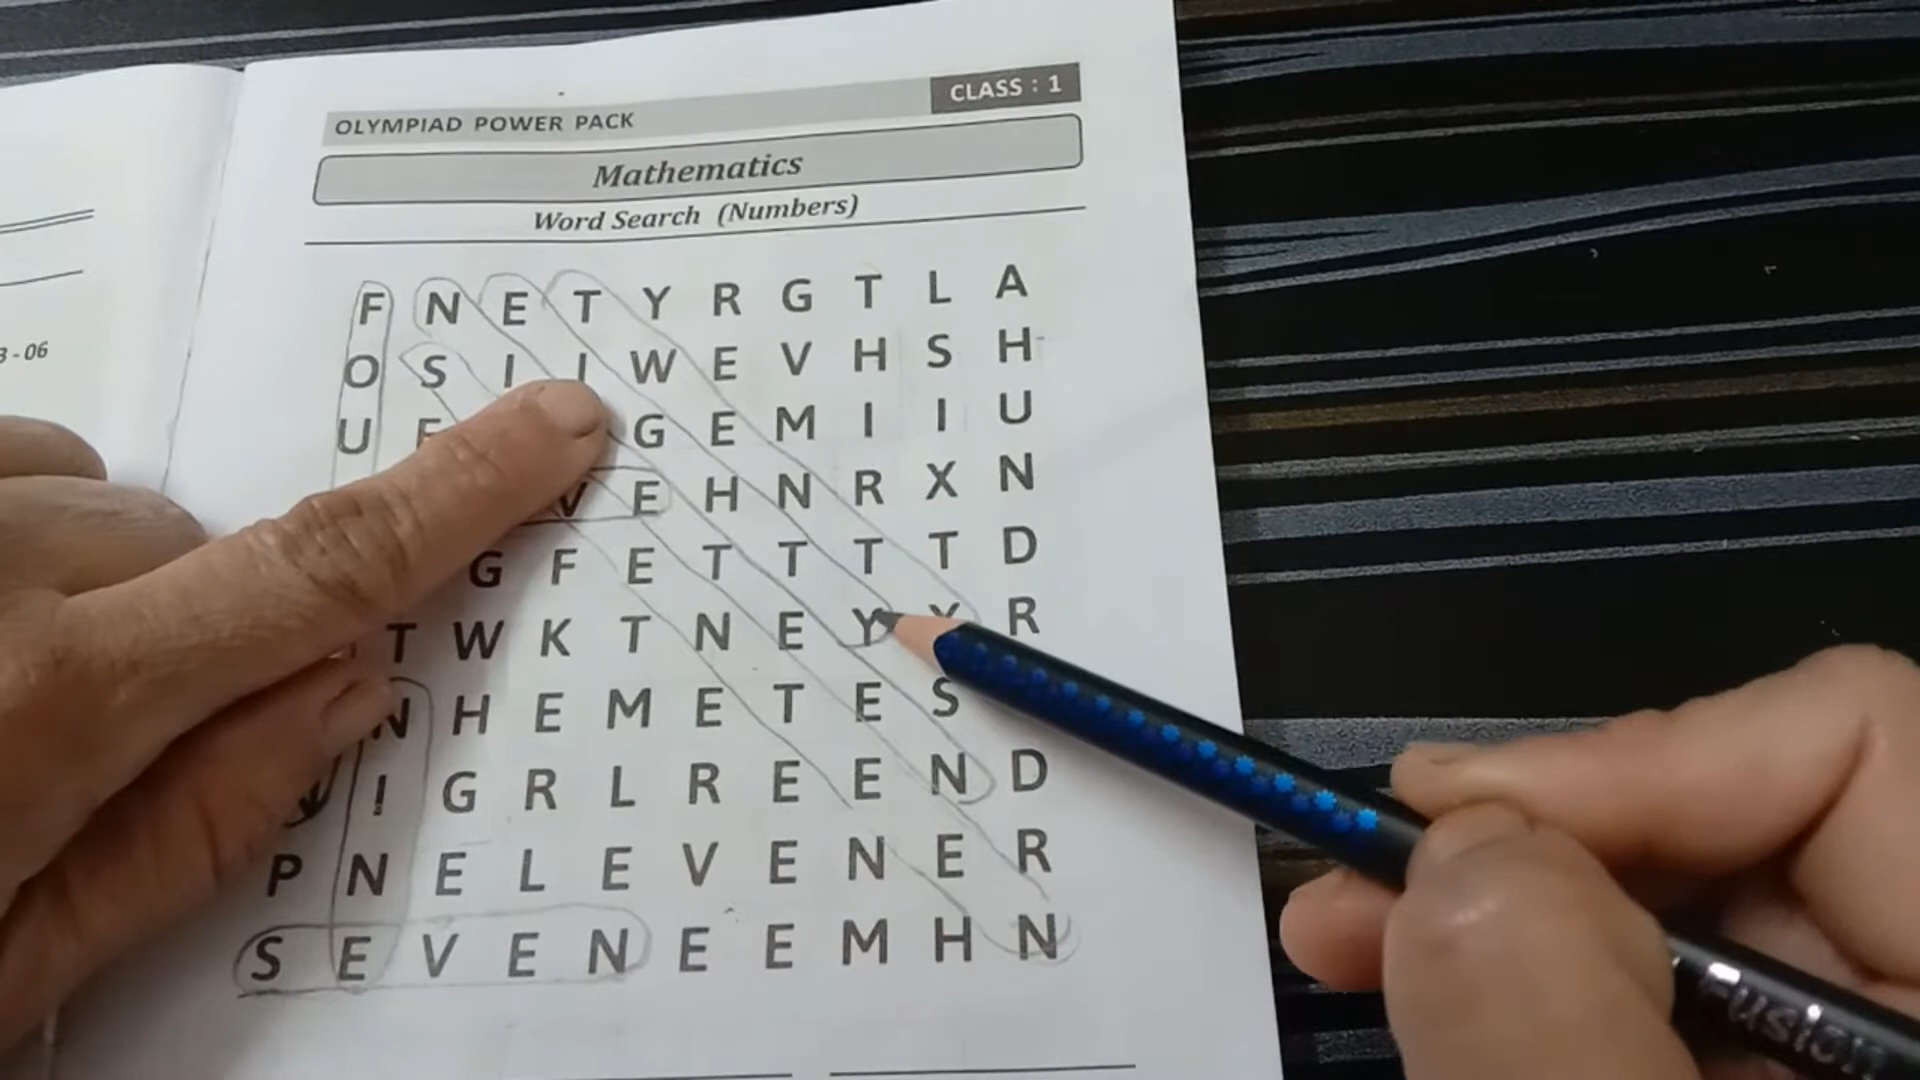 CLASS : 1
OLYMPIAD POWER PACK
Mathematics
Word Search (Numbers)
3 - 06
F N E T Y R G T L A
O S I I W E V H S H
U E G E M I I U
V E H N R X N
G F E T T T T D
T W K T N E Y Y R
N H E M E T E S
I G R L R E E N D
P N E L E V E N E R
S E V E N E E M H N
Fusion